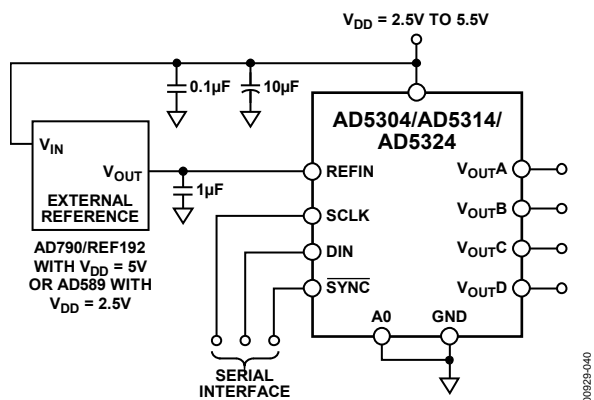 V_DD = 2.5V TO 5.5V
0.1µF
10µF
AD5304/AD5314/
AD5324
V_IN
V_OUT
EXTERNAL
REFERENCE
1µF
REFIN
SCLK
DIN
SYNC
V_OUTA
V_OUTB
V_OUTC
V_OUTD
A0
GND
AD790/REF192
WITH V_DD = 5V
OR AD589 WITH
V_DD = 2.5V
SERIAL
INTERFACE
00929-040